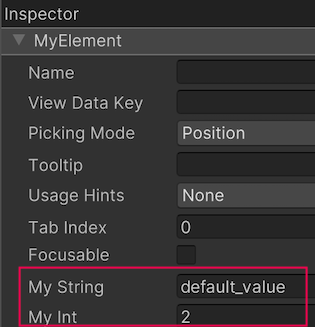 Inspector
MyElement
Name
View Data Key
Picking Mode Position
Tooltip
Usage Hints None
Tab Index 0
Focusable
My String default_value
My Int 2